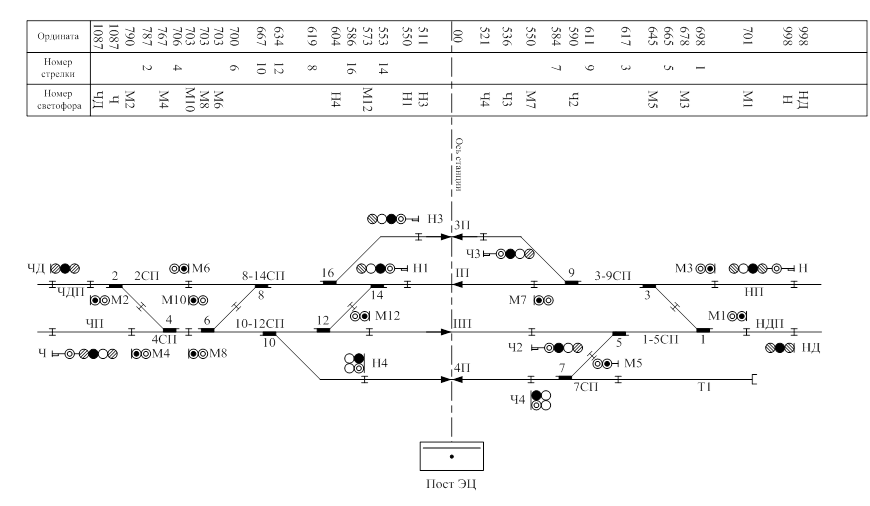 Ордината 1087 1087 790 787 767 706 703 703 703 700 667 634 619 604 586 573 553 550 511 00 521 536 550 584 590 611 617 645 665 678 698 701 998 998
Номер стрелки 2 4 6 10 12 8 16 14 7 9 3 5 1
Номер светофора ЧД Ч М2 М4 М10 М8 М6 Н4 М12 Н1 Н3 Ч4 Ч3 М7 Ч2 М5 М3 М1 Н НД
Ось станции
Н3 3П
Ч3
ЧД М6 Н1 М3 Н
2 2СП 8-14СП 16 IП 9 3-9СП
ЧДП 8 14 3 НП
М2 М10 М7
М12 М1
ЧП 4 6 10-12СП 12 IIП 5 1-5СП НДП
4СП 10 1
Ч М4 М8 Ч2 НД
Н4 4П 7 М5
7СП Т1
Ч4
Пост ЭЦ